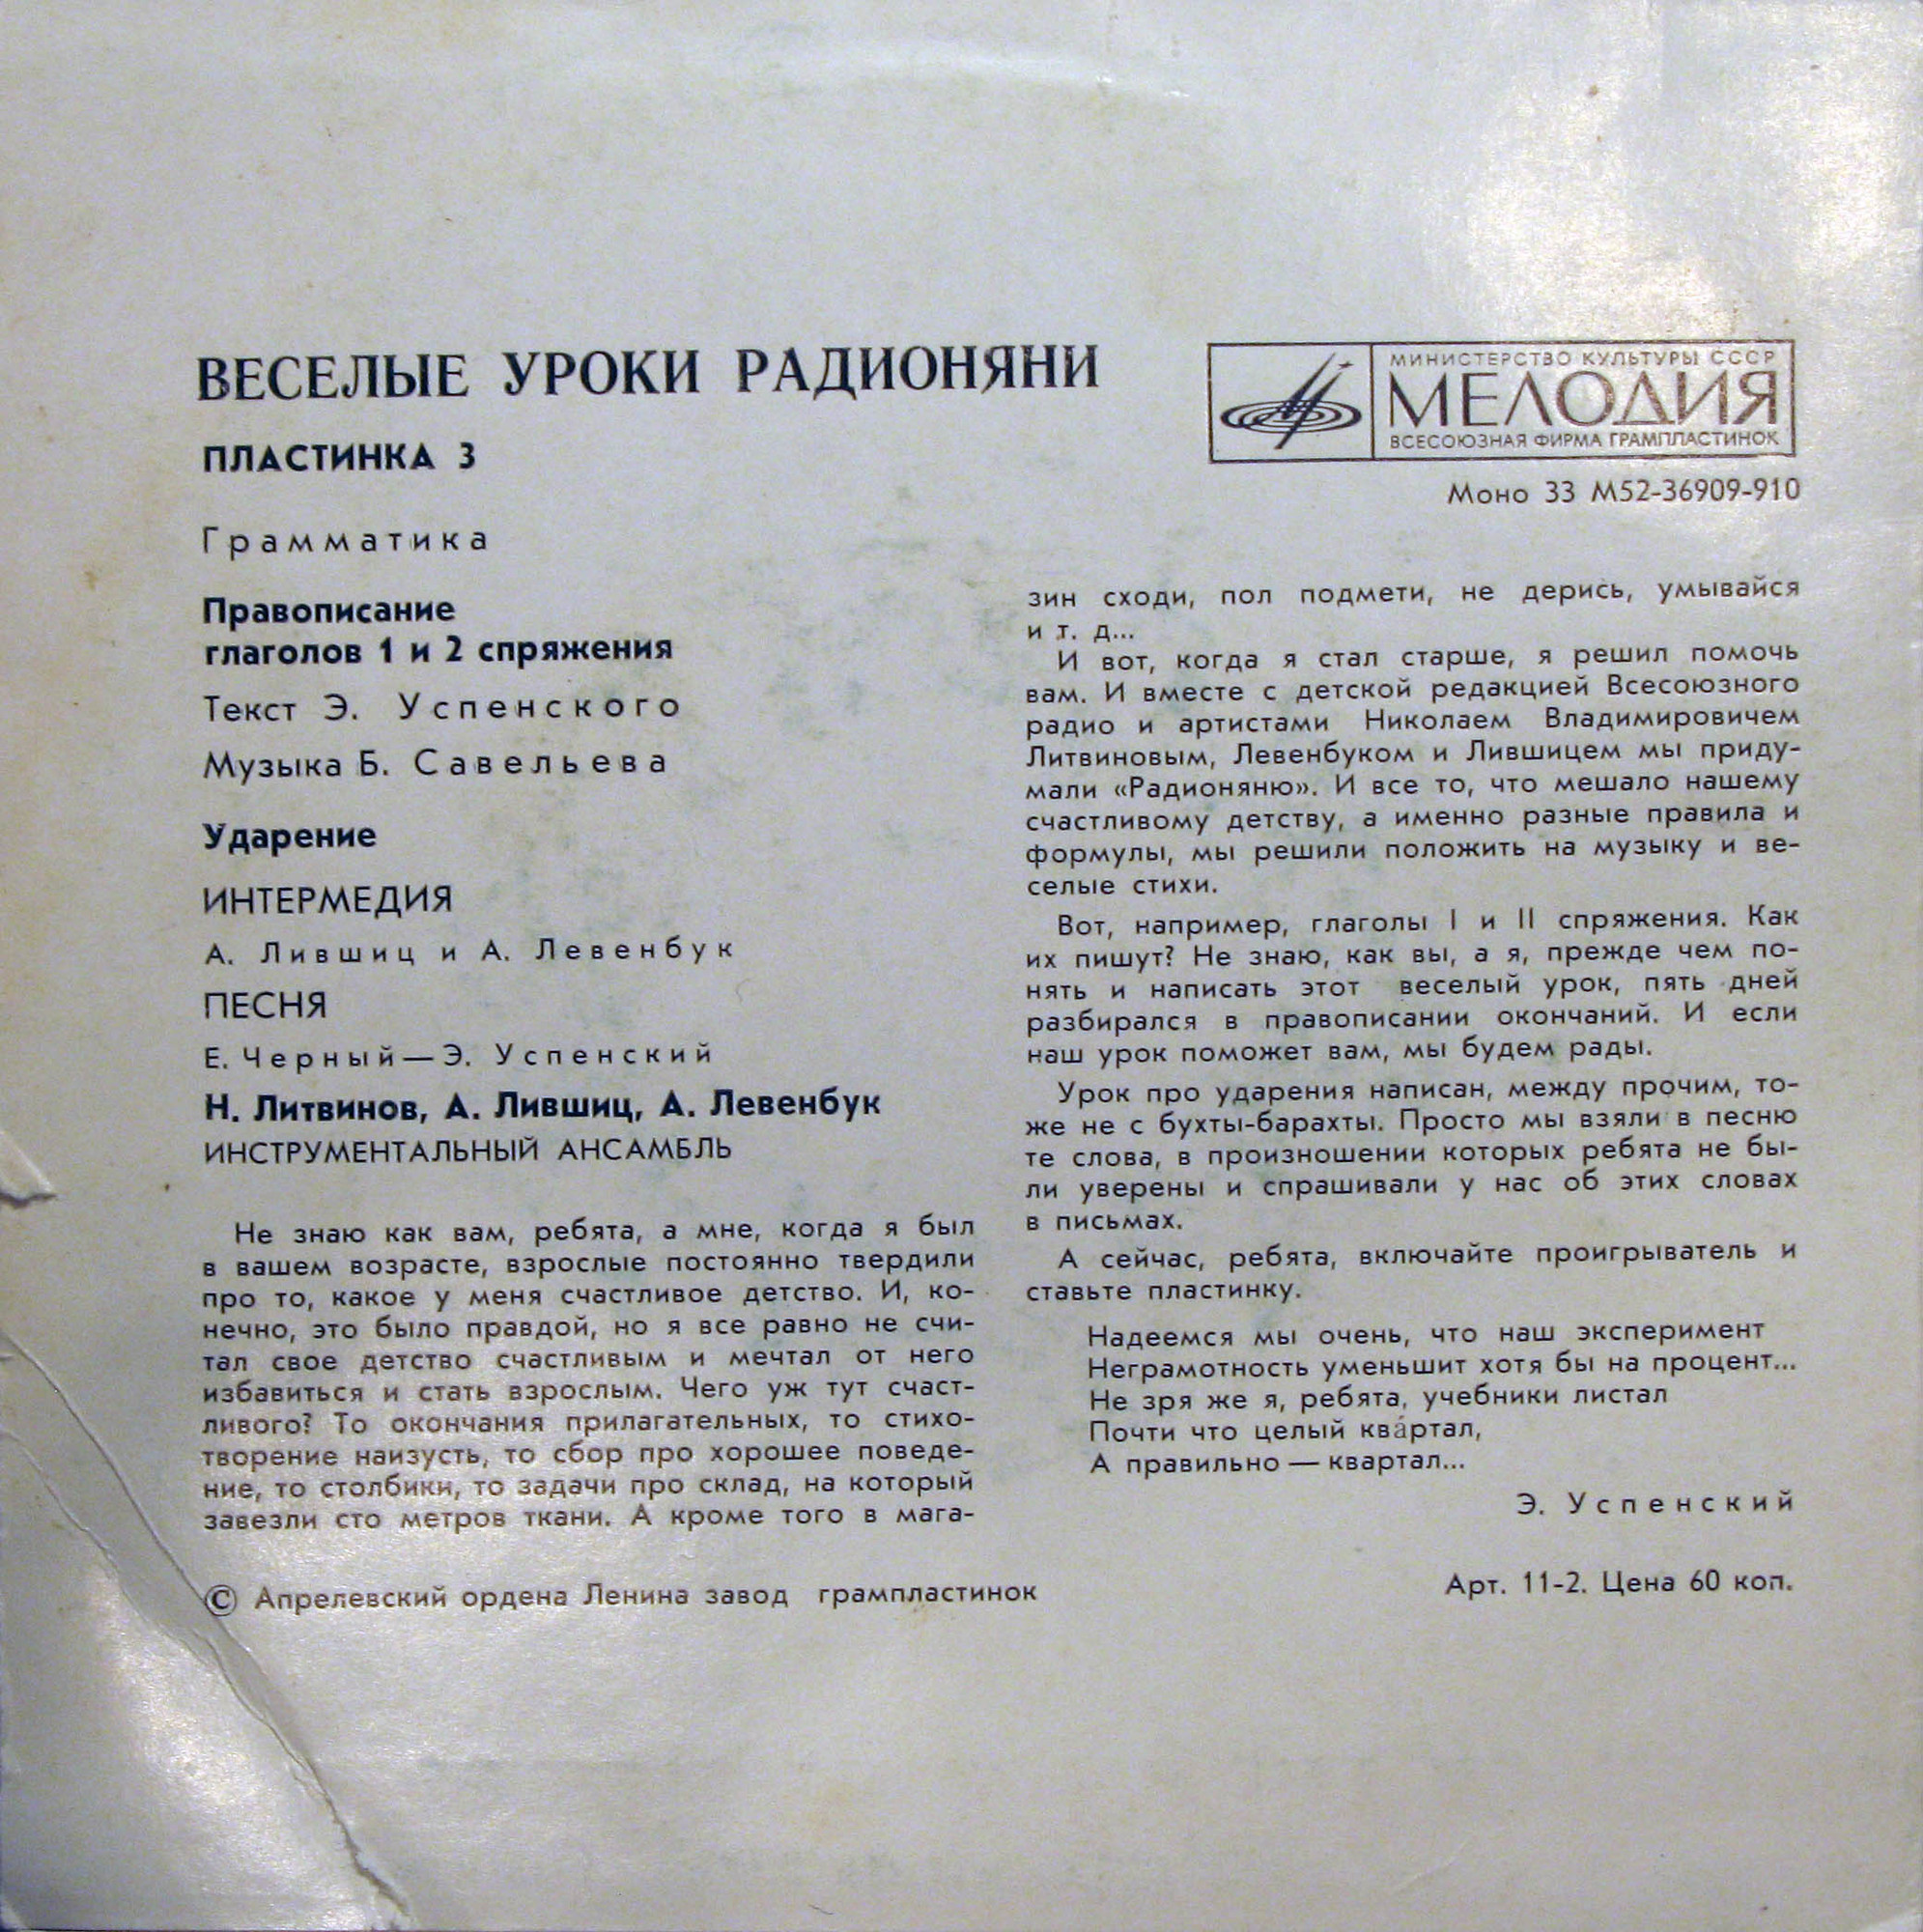 ВЕСЕЛЫЕ УРОКИ РАДИОНЯНИ
ПЛАСТИНКА 3
МИНИСТЕРСТВО КУЛЬТУРЫ СССР
МЕЛОДИЯ
ВСЕСОЮЗНАЯ ФИРМА ГРАМПЛАСТИНОК
Моно 33 М52-36909-910
Грамматика
Правописание
глаголов 1 и 2 спряжения
Текст Э. Успенского
Музыка Б. Савельева
Ударение
ИНТЕРМЕДИЯ
А. Лившиц и А. Левенбук
ПЕСНЯ
Е. Черный — Э. Успенский
Н. Литвинов, А. Лившиц, А. Левенбук
ИНСТРУМЕНТАЛЬНЫЙ АНСАМБЛЬ
Не знаю как вам, ребята, а мне, когда я был
в вашем возрасте, взрослые постоянно твердили
про то, какое у меня счастливое детство. И, ко-
нечно, это было правдой, но я все равно не счи-
тал свое детство счастливым и мечтал от него
избавиться и стать взрослым. Чего уж тут счаст-
ливого? То окончания прилагательных, то стихо-
творение наизусть, то сбор про хорошее поведе-
ние, то столбики, то задачи про склад, на который
завезли сто метров ткани. А кроме того в мага-
зин сходи, пол подмети, не дерись, умывайся
и т. д...
И вот, когда я стал старше, я решил помочь
вам. И вместе с детской редакцией Всесоюзного
радио и артистами Николаем Владимировичем
Литвиновым, Левенбуком и Лившицем мы приду-
мали «Радионяню». И все то, что мешало нашему
счастливому детству, а именно разные правила и
формулы, мы решили положить на музыку и ве-
селые стихи.
Вот, например, глаголы I и II спряжения. Как
их пишут? Не знаю, как вы, а я, прежде чем по-
нять и написать этот веселый урок, пять дней
разбирался в правописании окончаний. И если
наш урок поможет вам, мы будем рады.
Урок про ударения написан, между прочим, то-
же не с бухты-барахты. Просто мы взяли в песню
те слова, в произношении которых ребята не бы-
ли уверены и спрашивали у нас об этих словах
в письмах.
А сейчас, ребята, включайте проигрыватель и
ставьте пластинку.
Надеемся мы очень, что наш эксперимент
Неграмотность уменьшит хотя бы на процент...
Не зря же я, ребята, учебники листал
Почти что целый ква́ртал,
А правильно — квартал...
Э. Успенский
© Апрелевский ордена Ленина завод грампластинок
Арт. 11-2. Цена 60 коп.